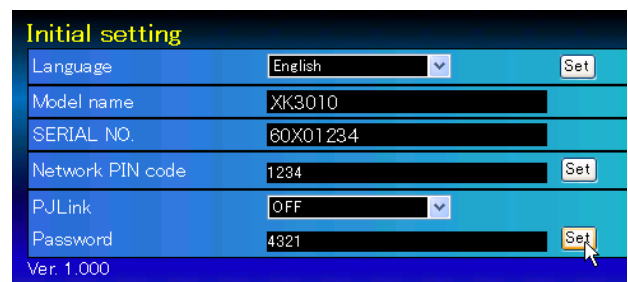 Initial setting
Language English Set
Model name XK3010
SERIAL NO. 60X01234
Network PIN code 1234 Set
PJLink OFF
Password 4321 Set
Ver. 1.000